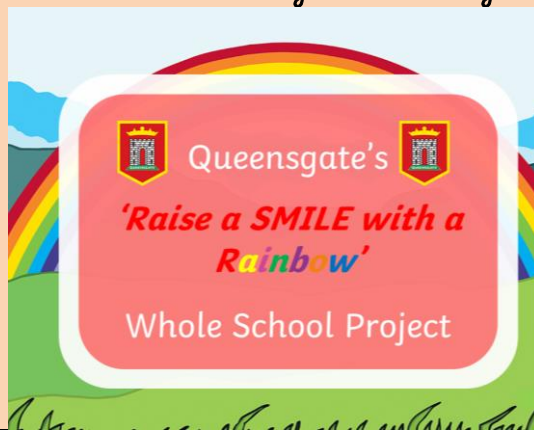 Queensgate's
'Raise a SMILE with a
Rainbow'
Whole School Project